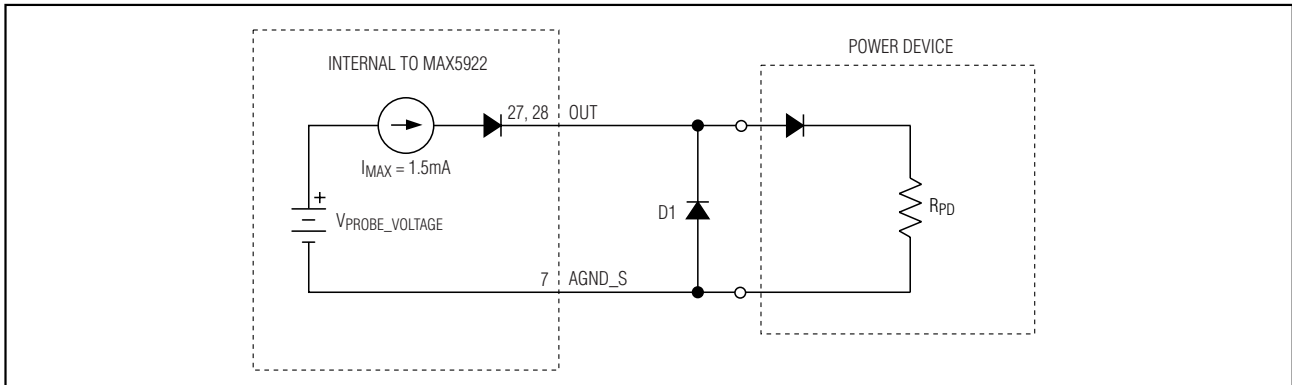 INTERNAL TO MAX5922
POWER DEVICE
27, 28 OUT
IMAX = 1.5mA
+
VPROBE_VOLTAGE
D1
RPD
7 AGND_S